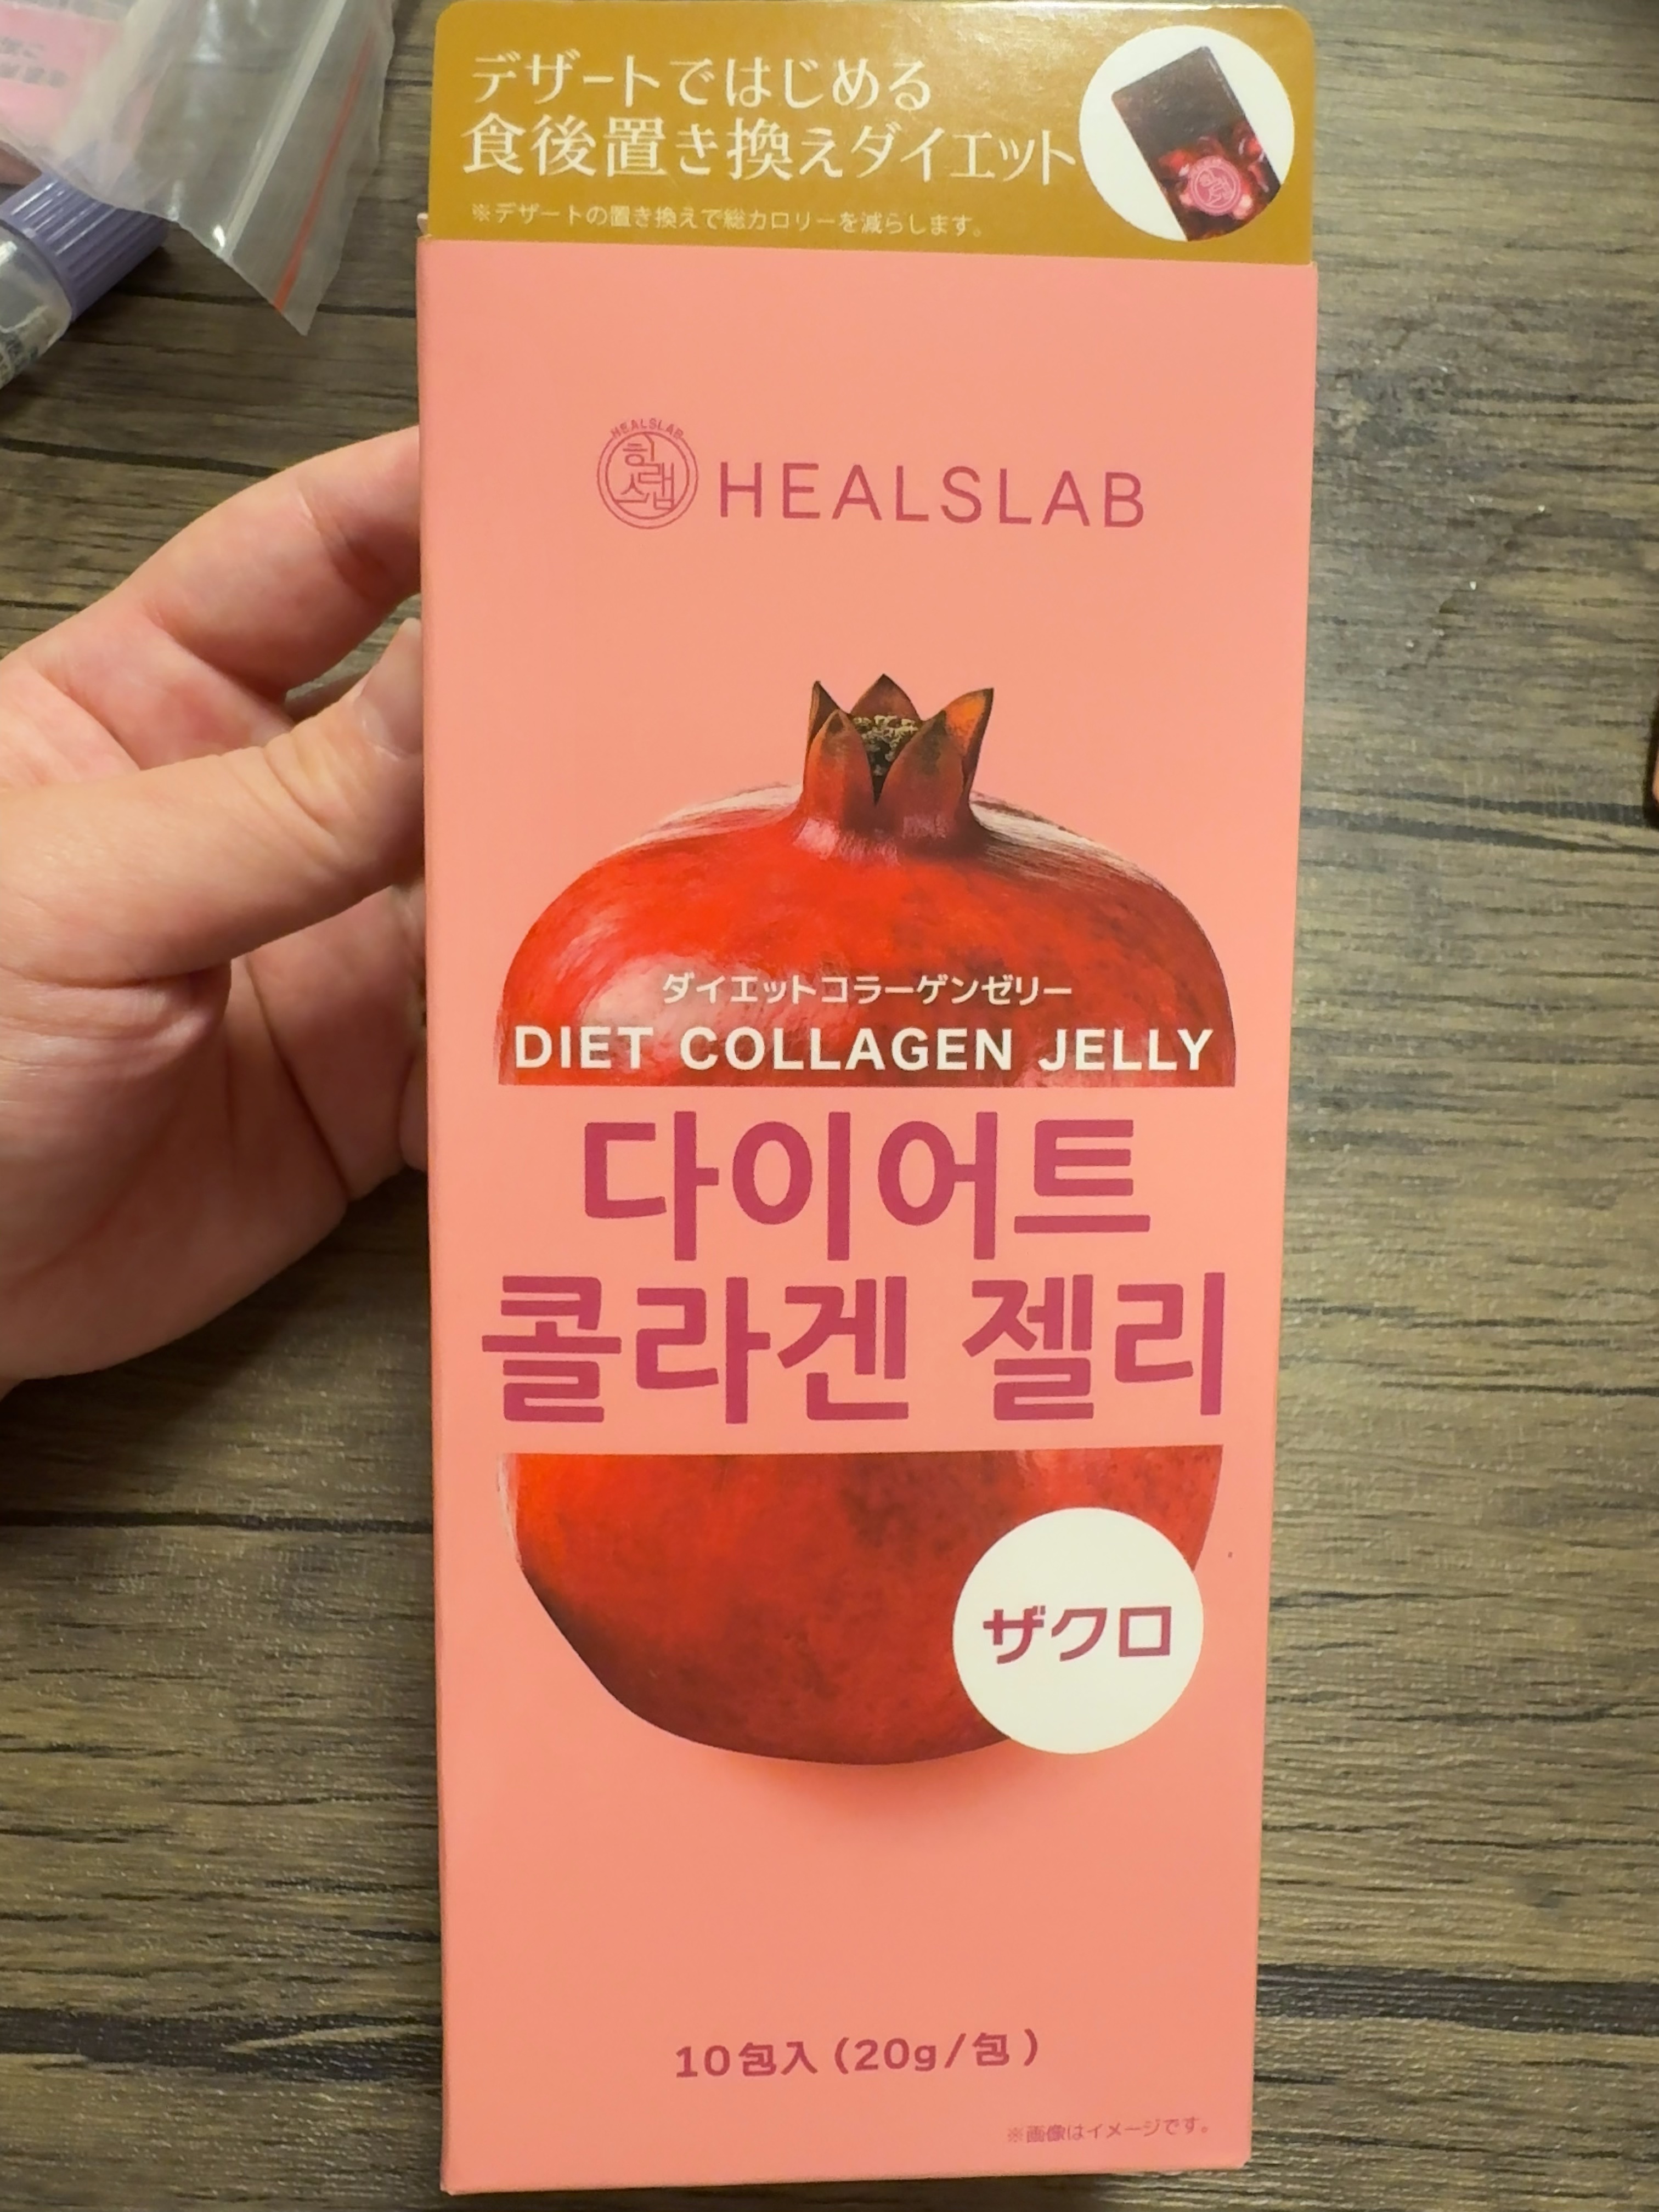 デザートではじめる
食後置き換えダイエット
※デザートの置き換えで総カロリーを減らします。
HEALSLAB
힐스랩
HEALSLAB
ダイエットコラーゲンゼリー
DIET COLLAGEN JELLY
다이어트
콜라겐 젤리
ザクロ
10包入(20g/包)
※画像はイメージです。